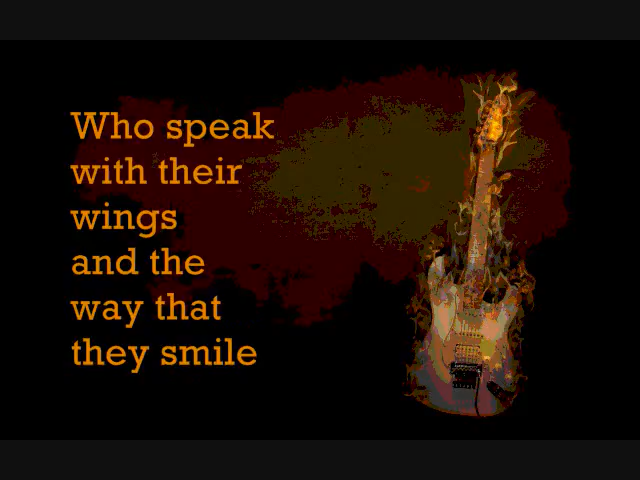 Who speak
with their
wings
and the
way that
they smile